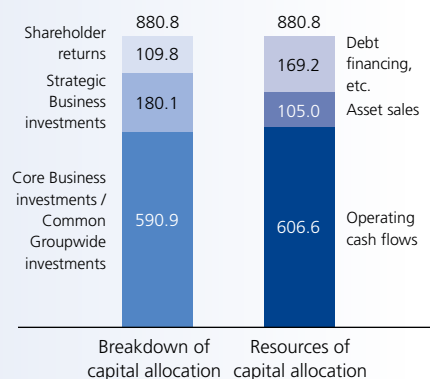 880.8
880.8
Shareholder
returns
109.8
169.2
Debt
financing,
etc.
Strategic
Business
investments
180.1
105.0
Asset sales
Core Business
investments /
Common
Groupwide
investments
590.9
606.6
Operating
cash flows
Breakdown of
capital allocation
Resources of
capital allocation